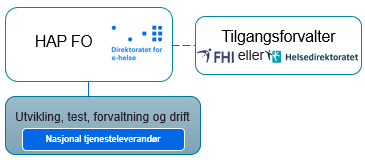 HAP FO
Direktoratet for
e-helse
Tilgangsforvalter
FHI eller Helsedirektoratet
Utvikling, test, forvaltning og drift
Nasjonal tjenesteleverandør